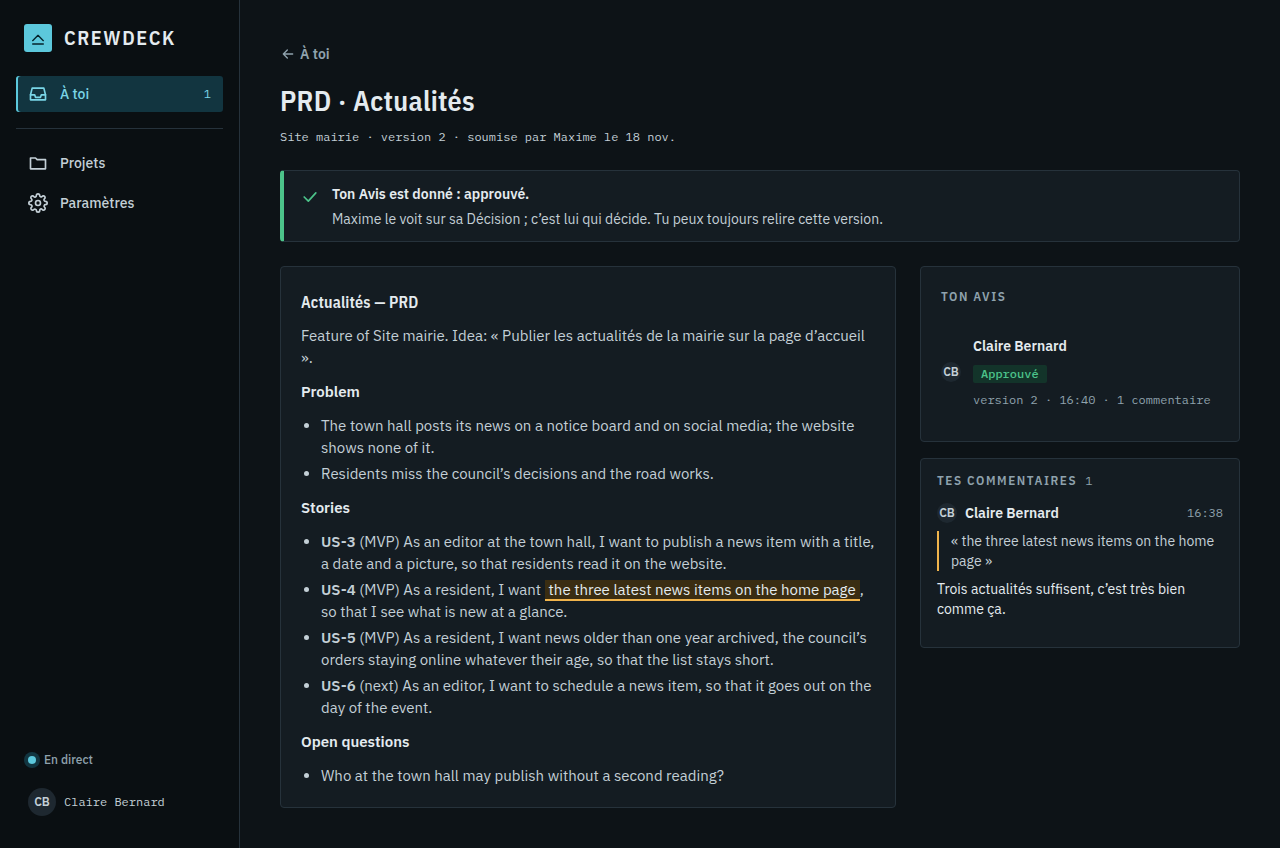 CREWDECK
À toi 1
Projets
Paramètres
En direct
CB Claire Bernard
← À toi
PRD · Actualités
Site mairie · version 2 · soumise par Maxime le 18 nov.
Ton Avis est donné : approuvé.
Maxime le voit sur sa Décision ; c’est lui qui décide. Tu peux toujours relire cette version.
Actualités — PRD
Feature of Site mairie. Idea: « Publier les actualités de la mairie sur la page d’accueil
».
Problem
• The town hall posts its news on a notice board and on social media; the website
shows none of it.
• Residents miss the council’s decisions and the road works.
Stories
• US-3 (MVP) As an editor at the town hall, I want to publish a news item with a title,
a date and a picture, so that residents read it on the website.
• US-4 (MVP) As a resident, I want the three latest news items on the home page ,
so that I see what is new at a glance.
• US-5 (MVP) As a resident, I want news older than one year archived, the council’s
orders staying online whatever their age, so that the list stays short.
• US-6 (next) As an editor, I want to schedule a news item, so that it goes out on the
day of the event.
Open questions
• Who at the town hall may publish without a second reading?
TON AVIS
Claire Bernard
CB
Approuvé
version 2 · 16:40 · 1 commentaire
TES COMMENTAIRES 1
CB Claire Bernard 16:38
« the three latest news items on the home
page »
Trois actualités suffisent, c’est très bien
comme ça.